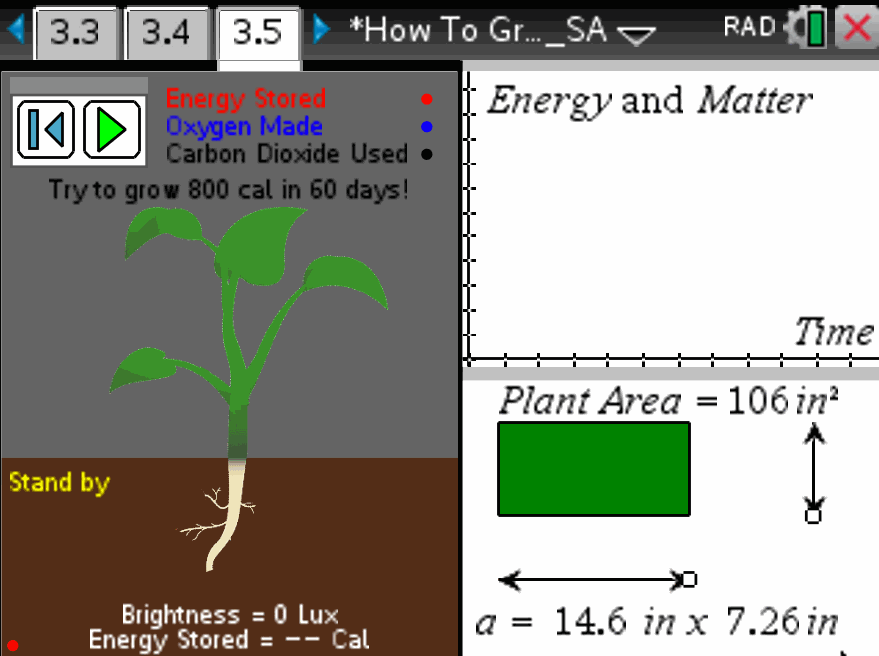 3.3
3.4
3.5
*How To Gr…_SA
RAD
Energy Stored
Oxygen Made
Carbon Dioxide Used
Try to grow 800 cal in 60 days!
Stand by
Brightness = 0 Lux
Energy Stored = −− Cal
Energy and Matter
Time
Plant Area = 106 in²
a = 14.6 in x 7.26 in